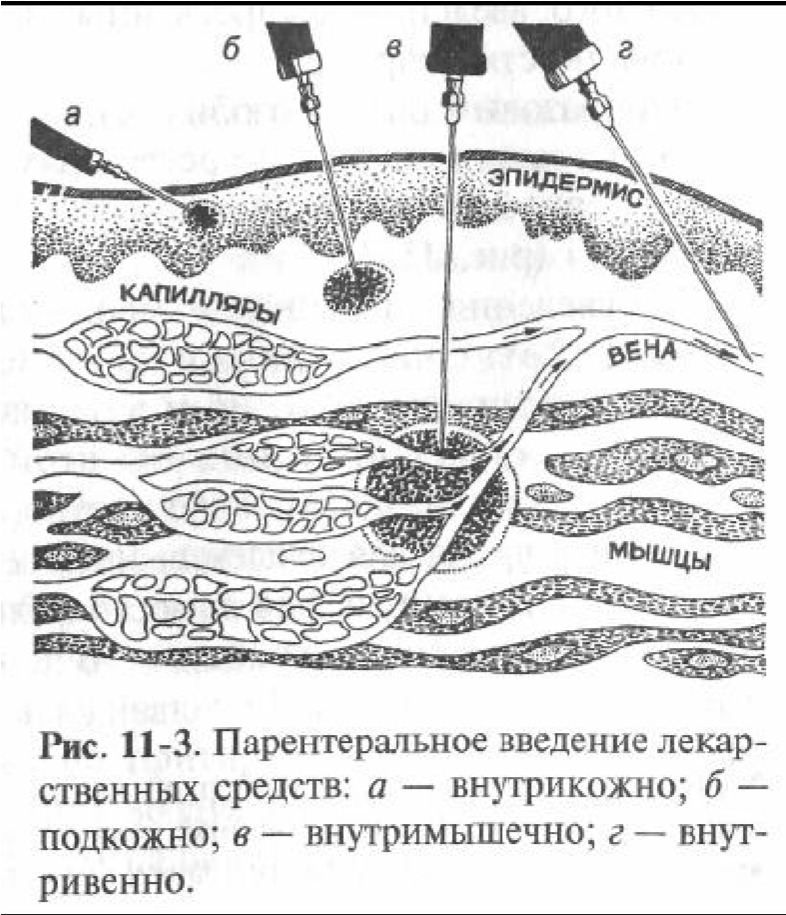 б
в
г
а
ЭПИДЕРМИС
КАПИЛЛЯРЫ
ВЕНА
МЫШЦЫ
Рис. 11-3. Парентеральное введение лекар-
ственных средств: а — внутрикожно; б —
подкожно; в — внутримышечно; г — внут-
ривенно.